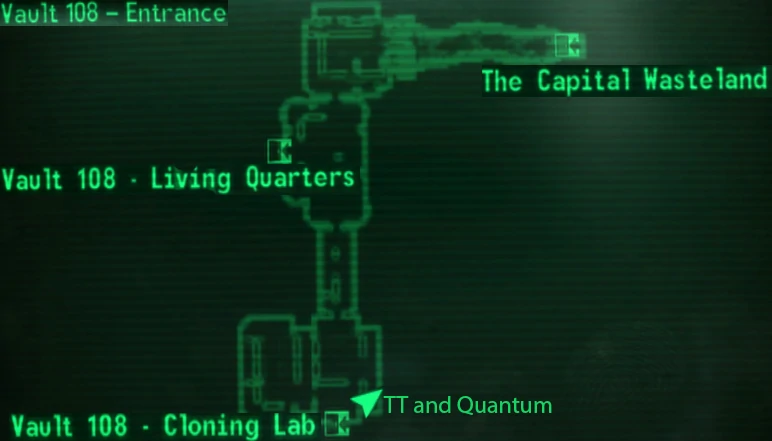 Vault 108 – Entrance
The Capital Wasteland
Vault 108 - Living Quarters
TT and Quantum
Vault 108 - Cloning Lab